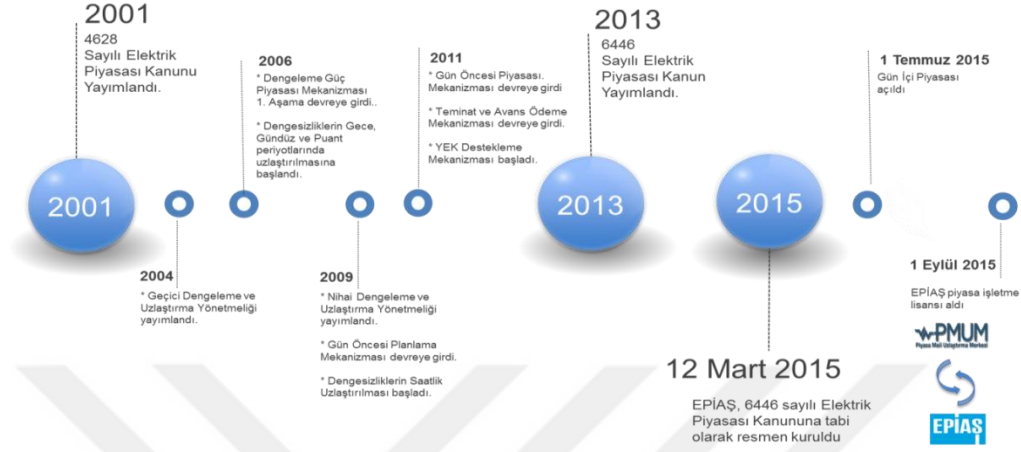 2001
4628
Sayılı Elektrik
Piyasası Kanunu
Yayımlandı.
2001
2004
* Geçici Dengeleme ve
Uzlaştırma Yönetmeliği
yayımlandı.
2006
* Dengeleme Güç
Piyasası Mekanizması
1. Aşama devreye girdi..
* Dengesizliklerin Gece,
Gündüz ve Puant
periyotlarında
uzlaştırılmasına
başlandı.
2009
* Nihai Dengeleme ve
Uzlaştırma Yönetmeliği
yayımlandı.
* Gün Öncesi Planlama
Mekanizması devreye girdi.
* Dengesizliklerin Saatlik
Uzlaştırılması başladı.
2011
* Gün Öncesi Piyasası.
Mekanizması devreye girdi
* Teminat ve Avans Ödeme
Mekanizması devreye girdi.
* YEK Destekleme
Mekanizması başladı.
2013
6446
Sayılı Elektrik
Piyasası Kanun
Yayımlandı.
2013
2015
12 Mart 2015
EPİAŞ, 6446 sayılı Elektrik
Piyasası Kanununa tabi
olarak resmen kuruldu
1 Temmuz 2015
Gün İçi Piyasası
açıldı
1 Eylül 2015
EPİAŞ piyasa işletme
lisansı aldı
PMUM
Piyasa Mali Uzlaştırma Merkezi
EPİAŞ